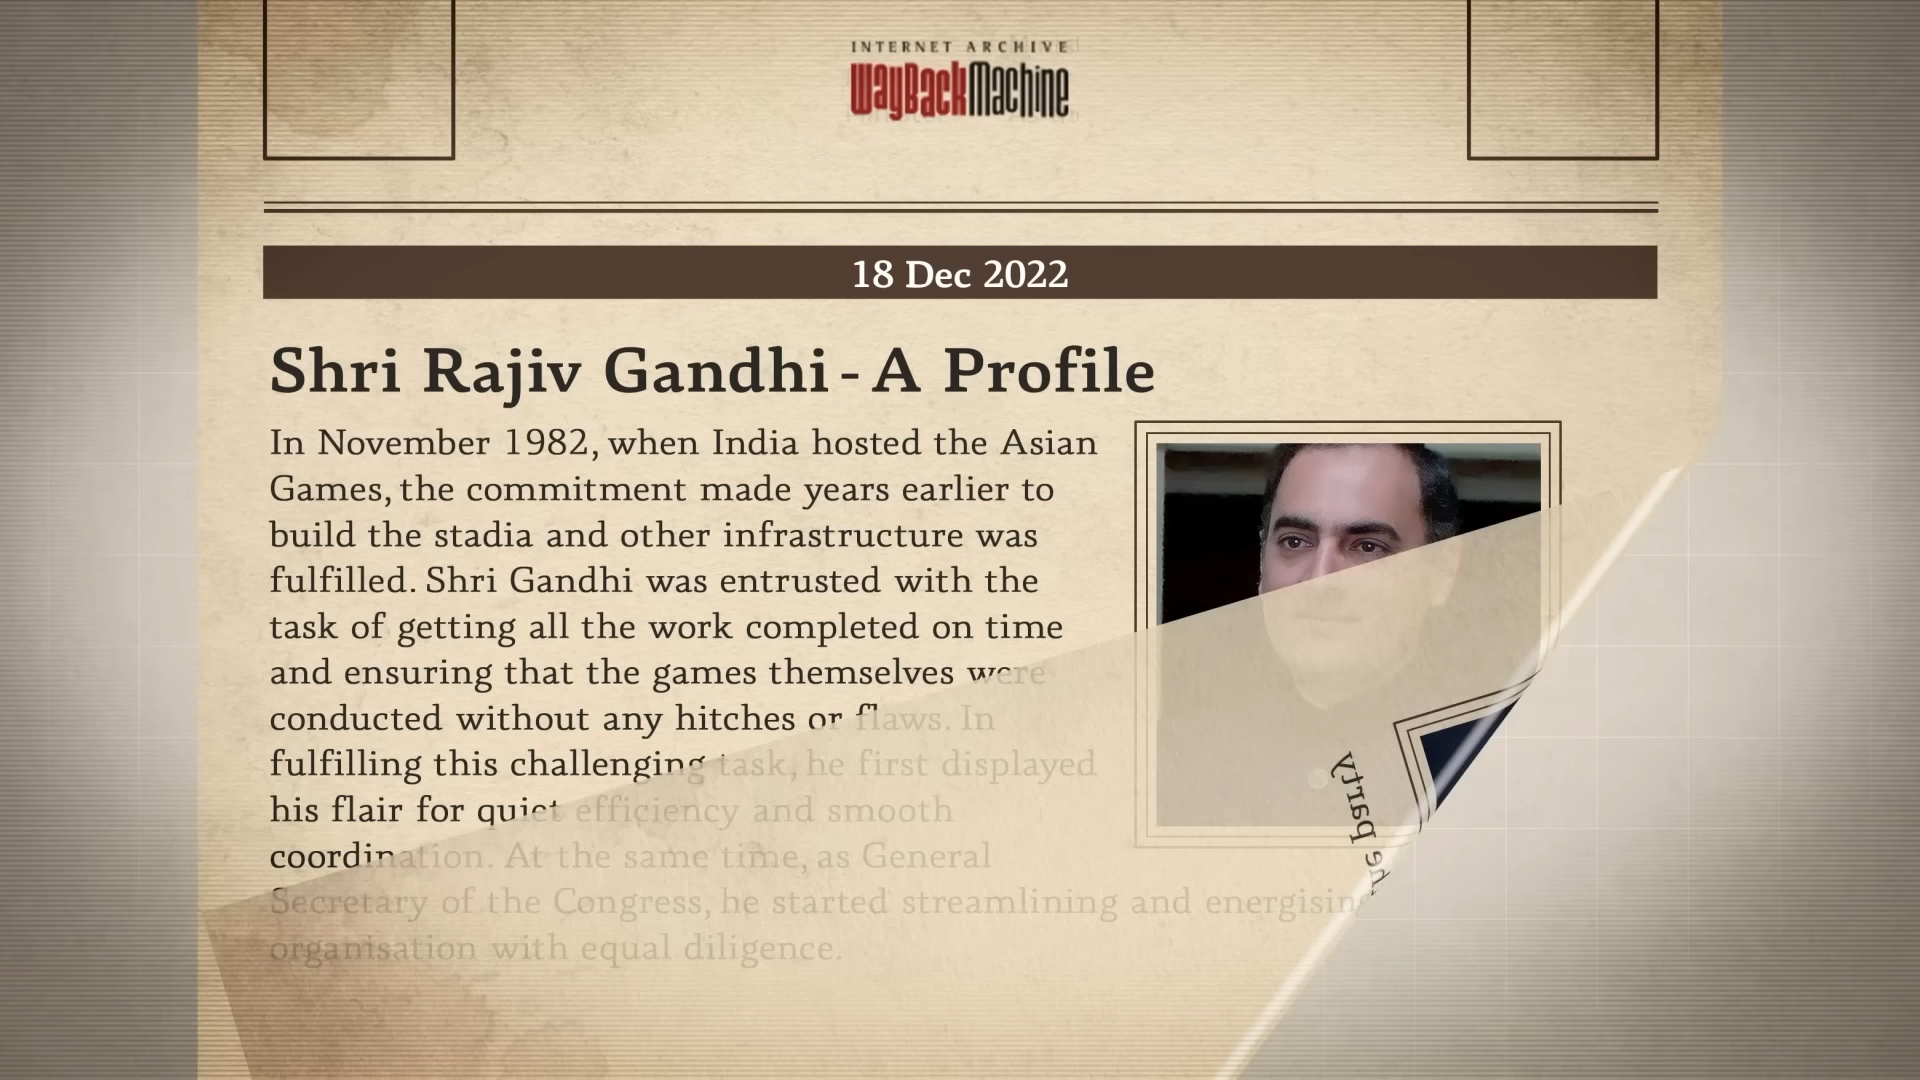 INTERNET ARCHIVE
WayBackMachine
18 Dec 2022
Shri Rajiv Gandhi - A Profile
In November 1982, when India hosted the Asian
Games, the commitment made years earlier to
build the stadia and other infrastructure was
fulfilled. Shri Gandhi was entrusted with the
task of getting all the work completed on time
and ensuring that the games themselves were
conducted without any hitches or flaws. In
fulfilling this challenging task, he first displayed
his flair for quiet efficiency and smooth
coordination. At the same time, as General
Secretary of the Congress, he started streamlining and energising
party
organisation with equal diligence.